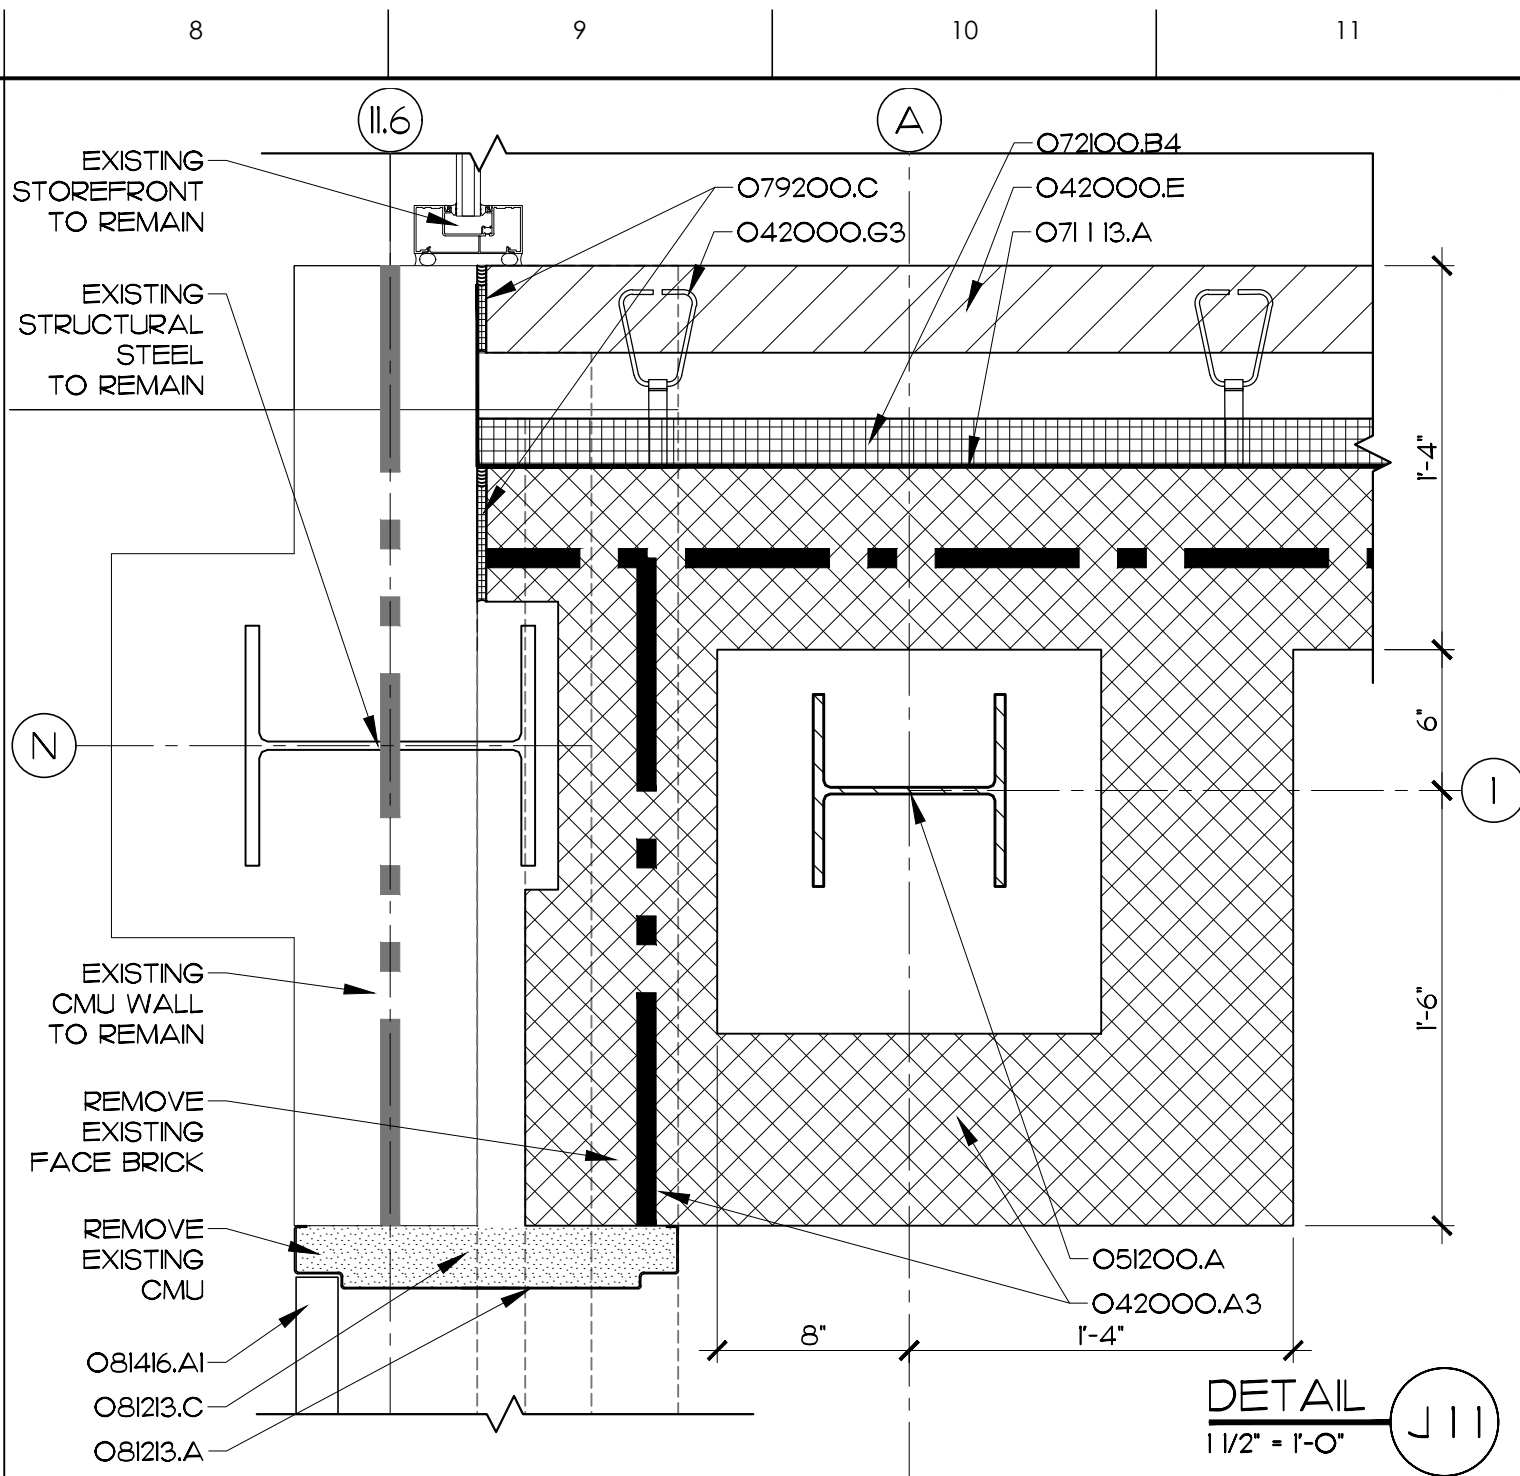 8
9
10
11
11.6
A
EXISTING
STOREFRONT
TO REMAIN
079200.C
042000.G3
072100.B4
042000.E
071113.A
EXISTING
STRUCTURAL
STEEL
TO REMAIN
1'-4"
6"
N
1
EXISTING
CMU WALL
TO REMAIN
1'-6"
REMOVE
EXISTING
FACE BRICK
REMOVE
EXISTING
CMU
051200.A
042000.A3
8"
1'-4"
081416.A1
081213.C
081213.A
DETAIL
1 1/2" = 1'-0"
J11